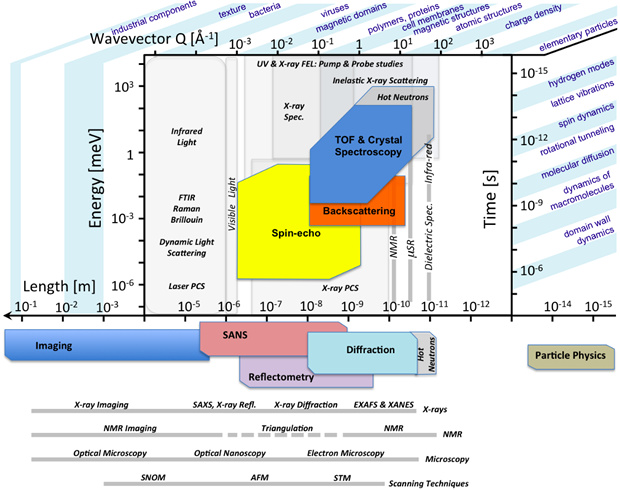 industrial components
texture
bacteria
viruses
magnetic domains
polymers, proteins
cell membranes
magnetic structures
atomic structures
charge density
elementary particles
Wavevector Q [Å-1]
10-3 10-2 10-1 1 101 102 103
UV & X-ray FEL: Pump & Probe studies
Inelastic X-ray Scattering
Hot Neutrons
X-ray
Spec.
TOF & Crystal
Spectroscopy
Infrared
Light
Visible Light
FTIR
Raman
Brillouin
Dynamic Light
Scattering
Laser PCS
Spin-echo
Backscattering
X-ray PCS
NMR
µSR
Dielectric Spec.
Infra-red
Energy [meV]
103
1
10-3
10-6
Time [s]
10-15
10-12
10-9
10-6
hydrogen modes
lattice vibrations
spin dynamics
rotational tunneling
molecular diffusion
dynamics of
macromolecules
domain wall
dynamics
Length [m]
10-1 10-2 10-3 10-5 10-6 10-7 10-8 10-9 10-10 10-11 10-12 10-14 10-15
Imaging
SANS
Reflectometry
Diffraction
Hot
Neutrons
Particle Physics
X-ray Imaging SAXS, X-ray Refl. X-ray Diffraction EXAFS & XANES X-rays
NMR Imaging Triangulation NMR NMR
Optical Microscopy Optical Nanoscopy Electron Microscopy Microscopy
SNOM AFM STM Scanning Techniques